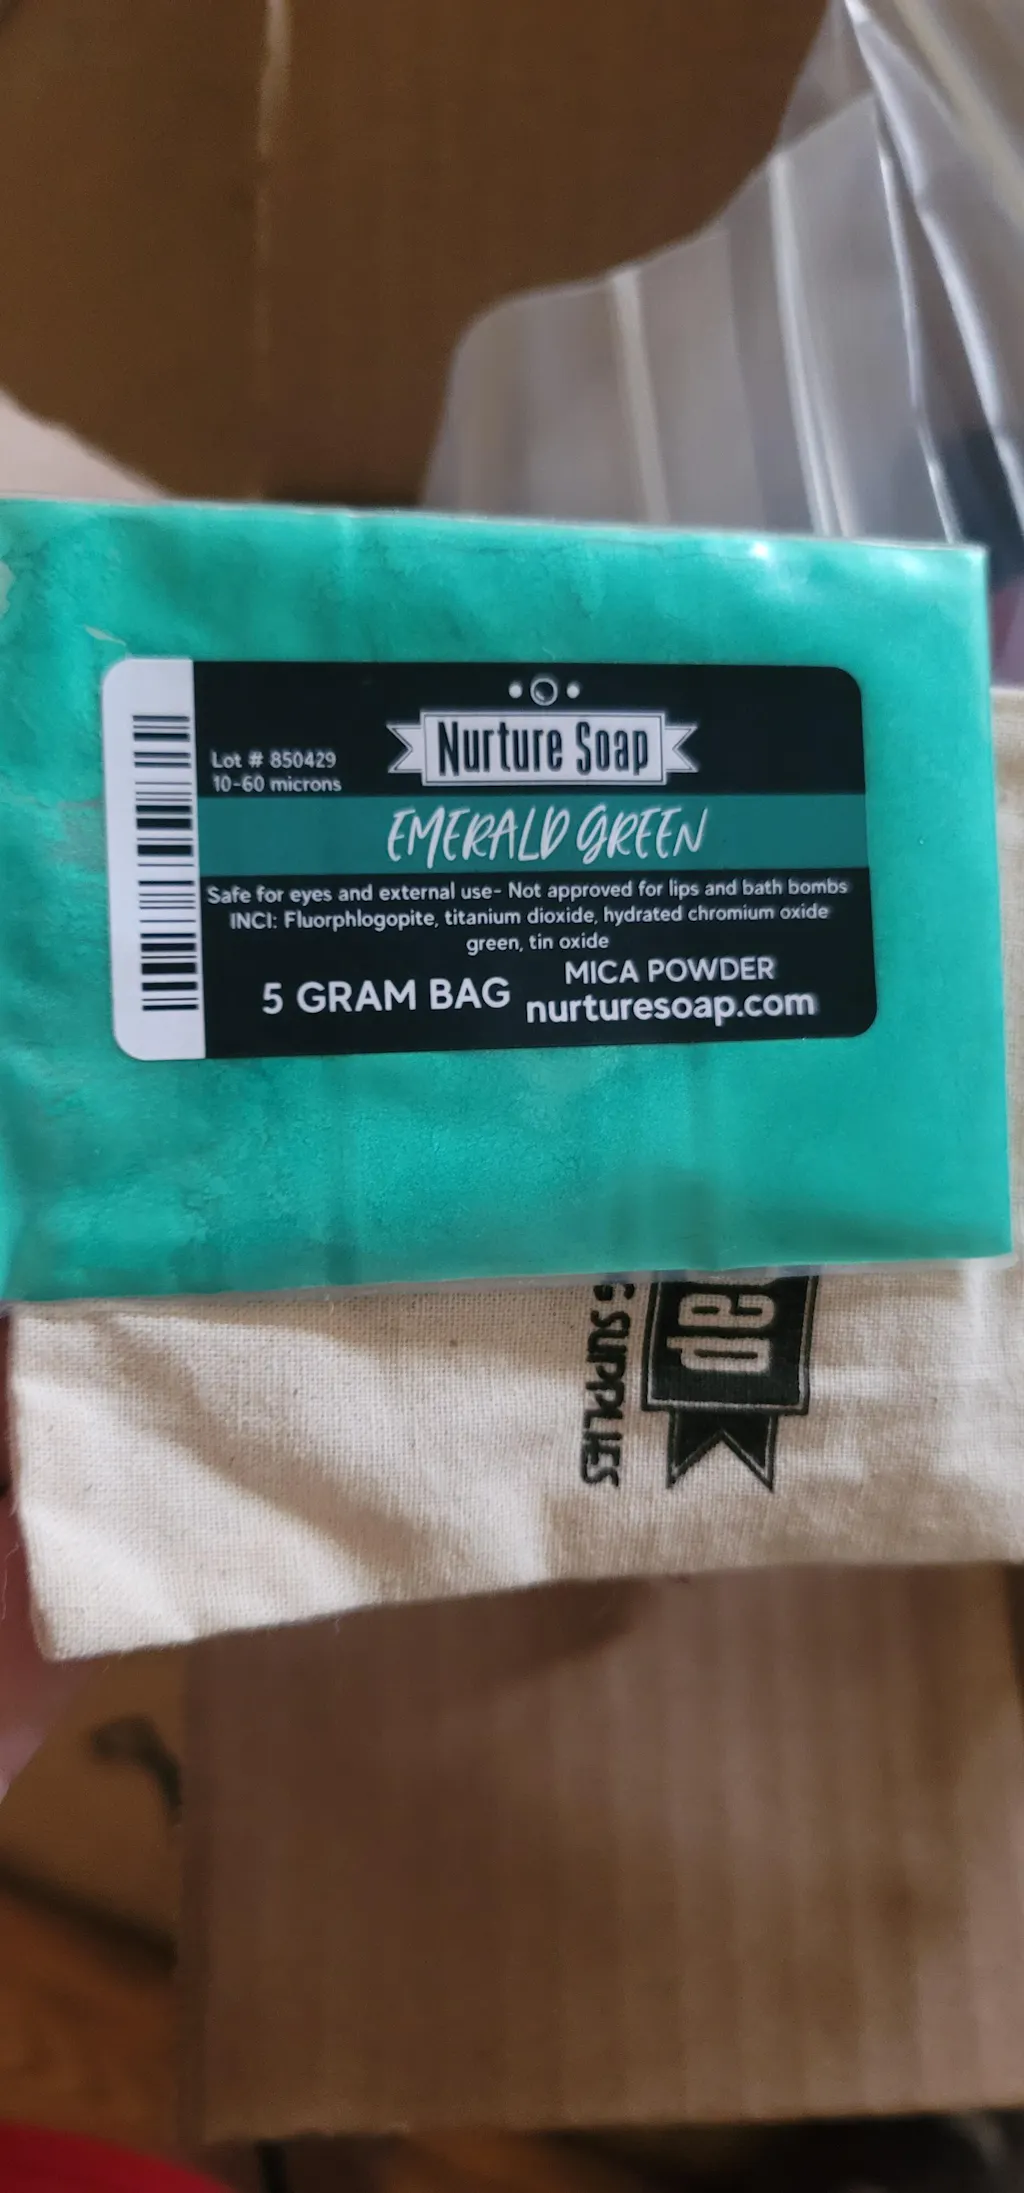 Lot # 850429
10-60 microns
Nurture Soap
EMERALD GREEN
Safe for eyes and external use- Not approved for lips and bath bombs
INCI: Fluorphlogopite, titanium dioxide, hydrated chromium oxide
green, tin oxide
5 GRAM BAG
MICA POWDER
nurturesoap.com
SUPPLIES